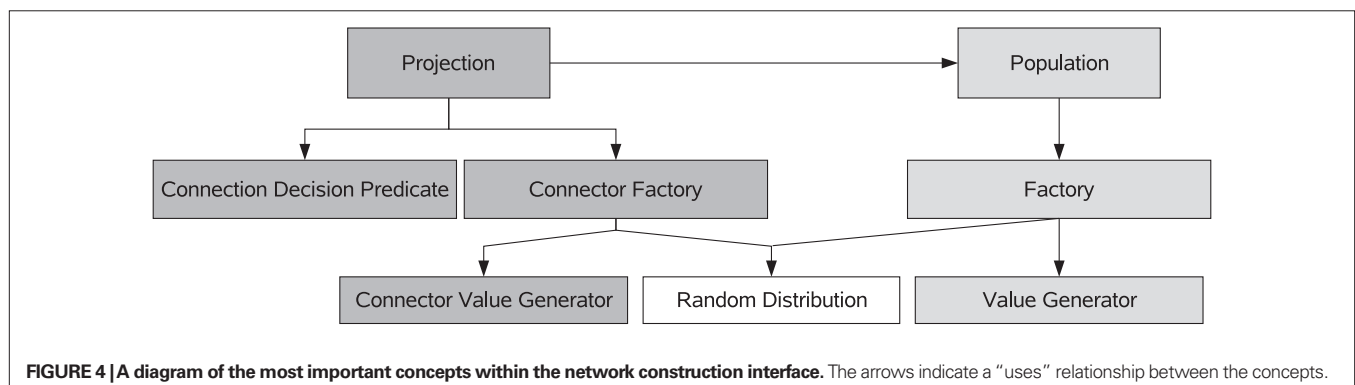 Projection
Population
Connection Decision Predicate
Connector Factory
Factory
Connector Value Generator
Random Distribution
Value Generator
FIGURE 4 | A diagram of the most important concepts within the network construction interface. The arrows indicate a “uses” relationship between the concepts.